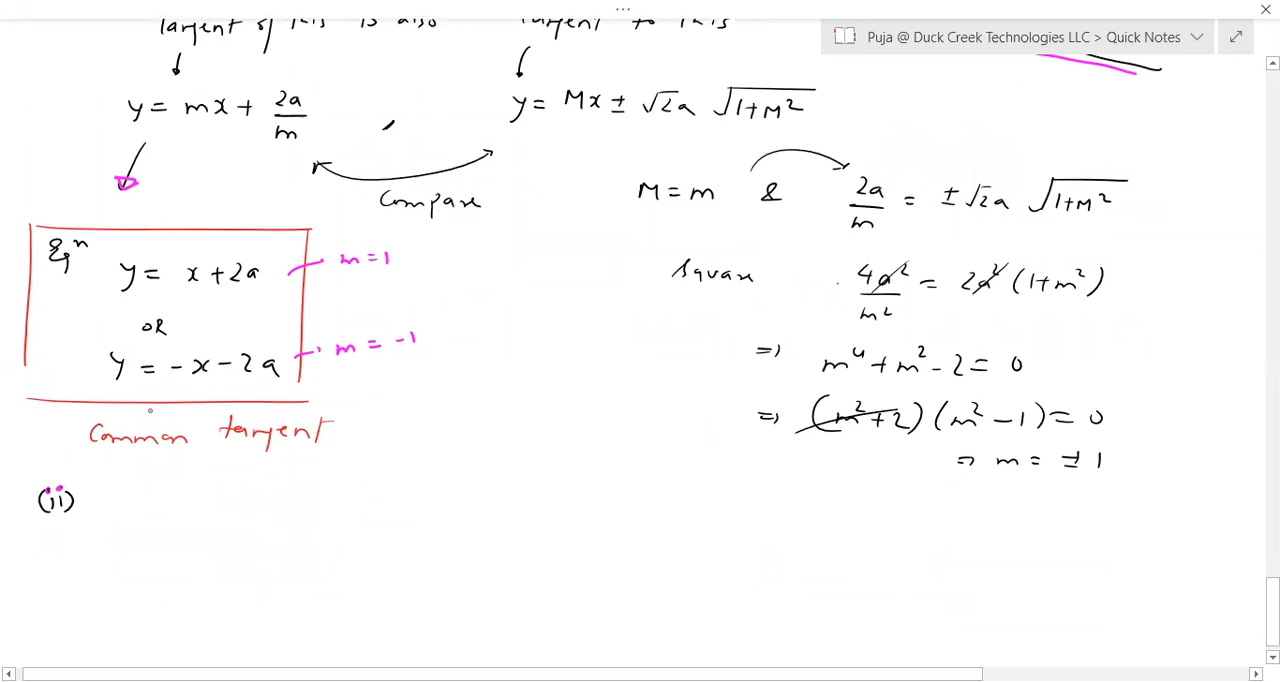 Puja @ Duck Creek Technologies LLC > Quick Notes
tangent of this is also
tangent to this
y = mx + 2a/m ,
y = Mx ± √2a √(1+M²)
Compare
M = m & 2a/m = ± √2a √(1+M²)
Square 4a²/m² = 2a² (1+m²)
=> m⁴ + m² - 2 = 0
=> (m² + 2) (m² - 1) = 0
=> m = ± 1
Eqⁿ
y = x + 2a m = 1
OR
y = -x - 2a m = -1
Common tangent
(ii)